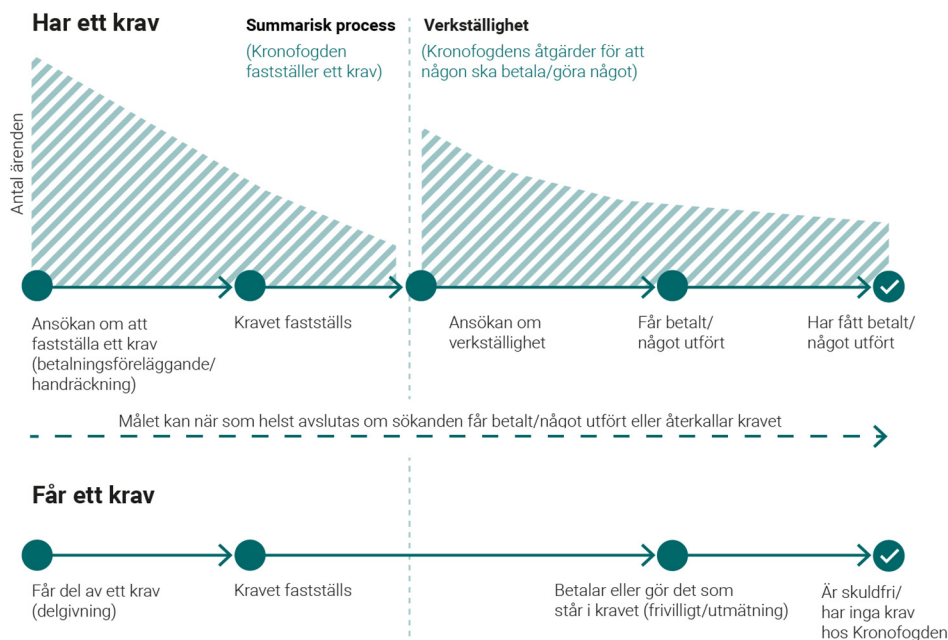 Har ett krav
Summarisk process
(Kronofogden
fastställer ett krav)
Verkställighet
(Kronofogdens åtgärder för att
någon ska betala/göra något)
Antal ärenden
Ansökan om att
fastställa ett krav
(betalningsföreläggande/
handräckning)
Kravet fastställs
Ansökan om
verkställighet
Får betalt/
något utfört
Har fått betalt/
något utfört
Målet kan när som helst avslutas om sökanden får betalt/något utfört eller återkallar kravet
Får ett krav
Får del av ett krav
(delgivning)
Kravet fastställs
Betalar eller gör det som
står i kravet (frivilligt/utmätning)
Är skuldfri/
har inga krav
hos Kronofogden